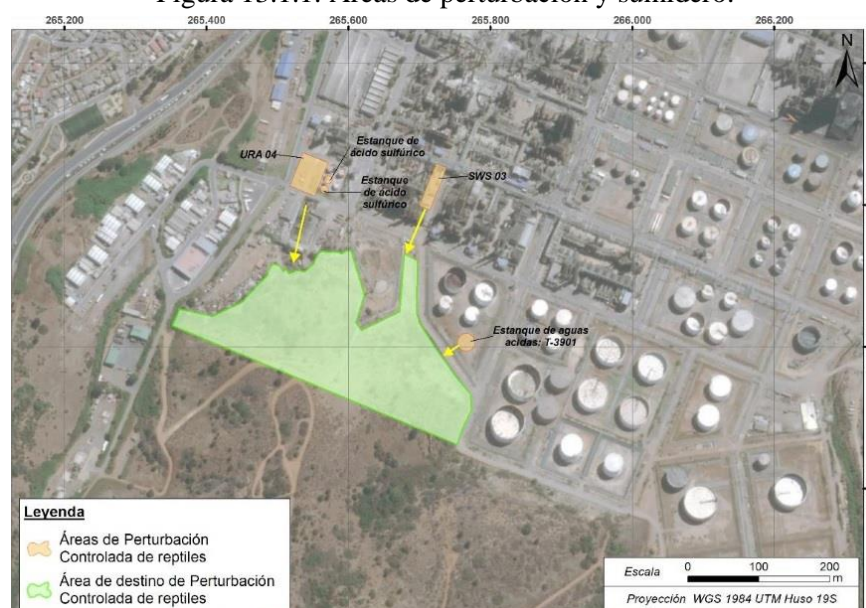 Figura 13.1.1. Áreas de perturbación y sumidero.
265.200 265.400 265.600 265.800 266.000 266.200
N
URA 04
Estanque de
ácido sulfúrico
Estanque
de ácido
sulfúrico
SWS 03
Estanque de aguas
acidas: T-3901
Leyenda
Áreas de Perturbación
Controlada de reptiles
Área de destino de Perturbación
Controlada de reptiles
Escala 0 100 200
m
Proyección WGS 1984 UTM Huso 19S